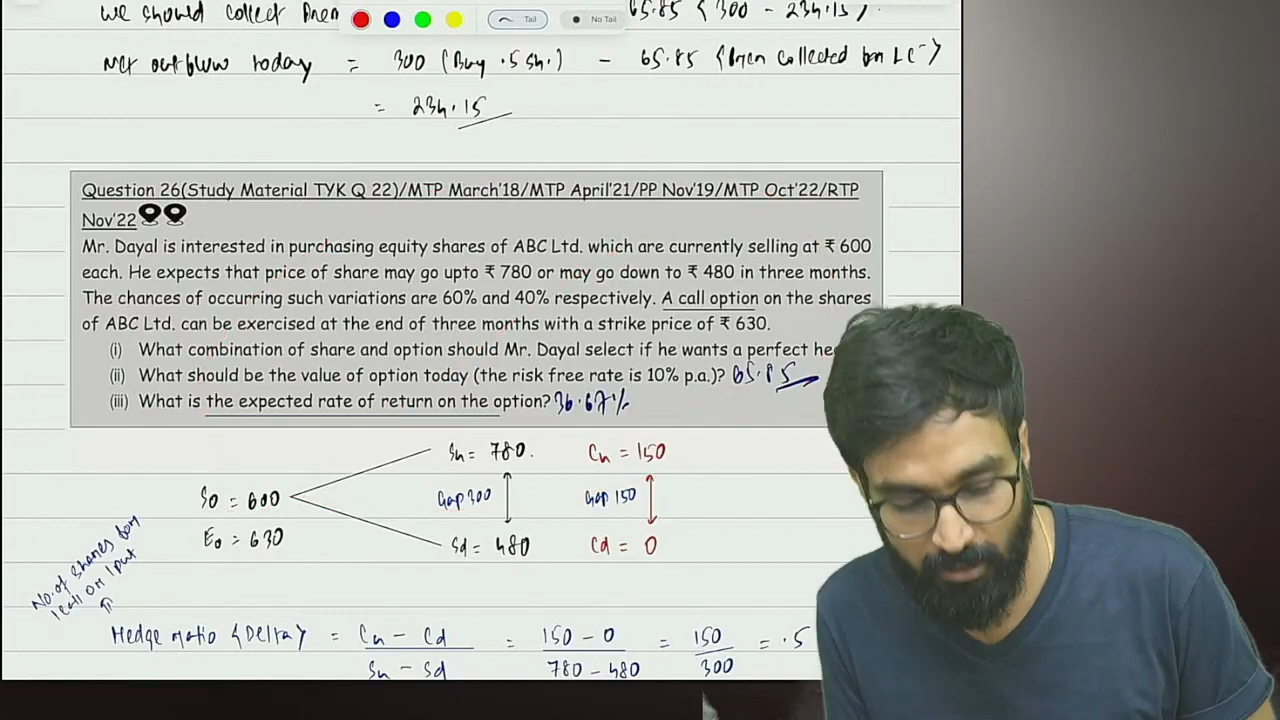 we should collect Prem 65.85 {300 - 234.15}.
Tail
No Tail
Net outflow today = 300 (Buy .5 sh.) - 65.85 {Prem collected on 1 C⁻}
= 234.15
Question 26(Study Material TYK Q 22)/MTP March'18/MTP April'21/PP Nov'19/MTP Oct'22/RTP
Nov'22
Mr. Dayal is interested in purchasing equity shares of ABC Ltd. which are currently selling at ₹ 600
each. He expects that price of share may go upto ₹ 780 or may go down to ₹ 480 in three months.
The chances of occurring such variations are 60% and 40% respectively. A call option on the shares
of ABC Ltd. can be exercised at the end of three months with a strike price of ₹ 630.
(i) What combination of share and option should Mr. Dayal select if he wants a perfect he
(ii) What should be the value of option today (the risk free rate is 10% p.a.)? 65.85
(iii) What is the expected rate of return on the option? 36.67%
Su = 780. Cu = 150
S0 = 600 Gap 300 Gap 150
E0 = 630 Sd = 480 Cd = 0
No. of shares for
1 call or 1 put
Hedge ratio {Delta} = Cu - Cd = 150 - 0 = 150 = .5
Su - Sd 780 - 480 300